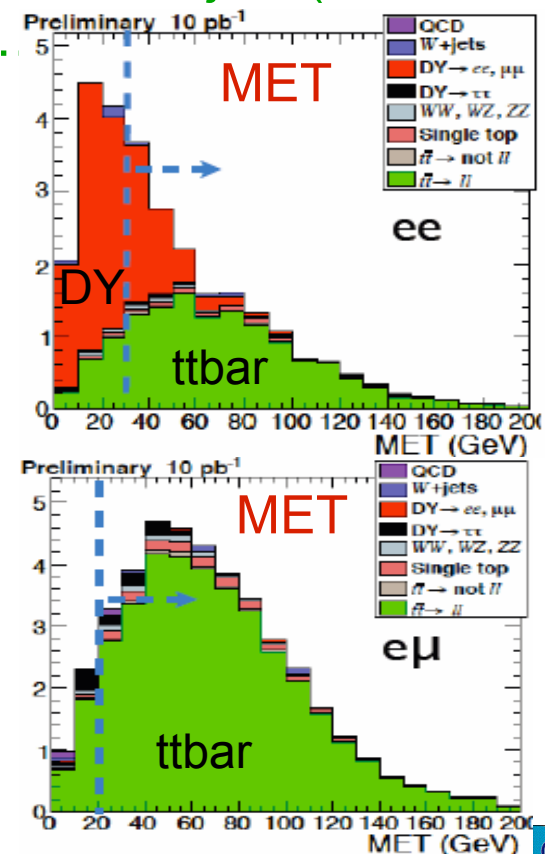 Preliminary 10 pb-1
MET
QCD
W+jets
DY→ee, μμ
DY→ττ
WW, WZ, ZZ
Single top
tt̄→ not ll
tt̄→ ll
5
4
3
2
1
0
ee
DY
ttbar
0 20 40 60 80 100 120 140 160 180 200
MET (GeV)
Preliminary 10 pb-1
MET
QCD
W+jets
DY→ee, μμ
DY→ττ
WW, WZ, ZZ
Single top
tt̄→ not ll
tt̄→ ll
5
4
3
2
1
0
eμ
ttbar
0 20 40 60 80 100 120 140 160 180 200
MET (GeV)